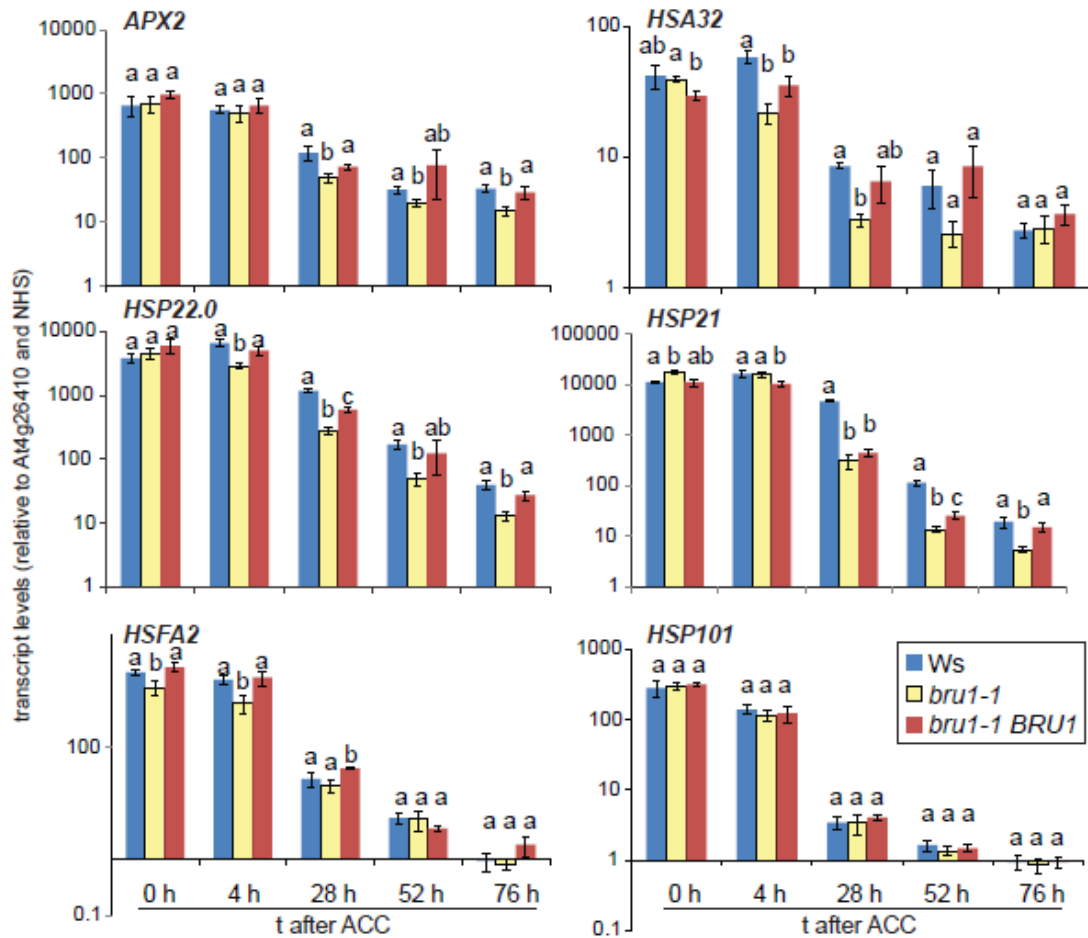 APX2
10000
1000
100
10
1
a a a
a a a
a b a
a b ab
a b a
HSA32
100
10
1
ab a b
a b b
a b ab
a a a
a a a
transcript levels (relative to At4g26410 and NHS)
HSP22.0
10000
1000
100
10
1
a a a
a b a
a b c
a b ab
a b a
HSP21
100000
10000
1000
100
10
1
a b ab
a a b
a b b
a b c
a b a
HSFA2
100
0.1
a b a
a b a
a a b
a a a
a a a
0 h 4 h 28 h 52 h 76 h
t after ACC
HSP101
1000
100
10
1
0.1
a a a
a a a
a a a
a a a
a a a
Ws
bru1-1
bru1-1 BRU1
0 h 4 h 28 h 52 h 76 h
t after ACC